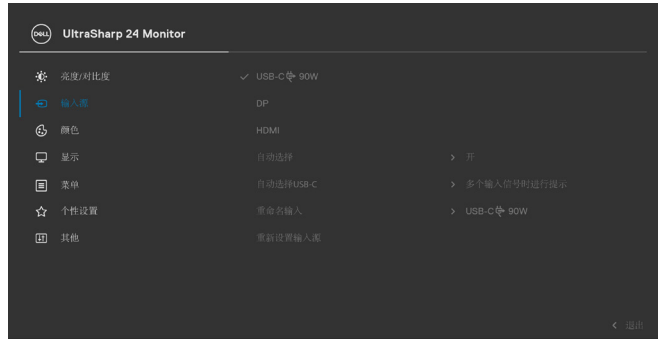 DELL UltraSharp 24 Monitor
亮度/对比度 USB-C 90W
输入源 DP
颜色 HDMI
显示 自动选择 开
菜单 自动选择USB-C 多个输入信号时进行提示
个性设置 重命名输入 USB-C 90W
其他 重新设置输入源
退出